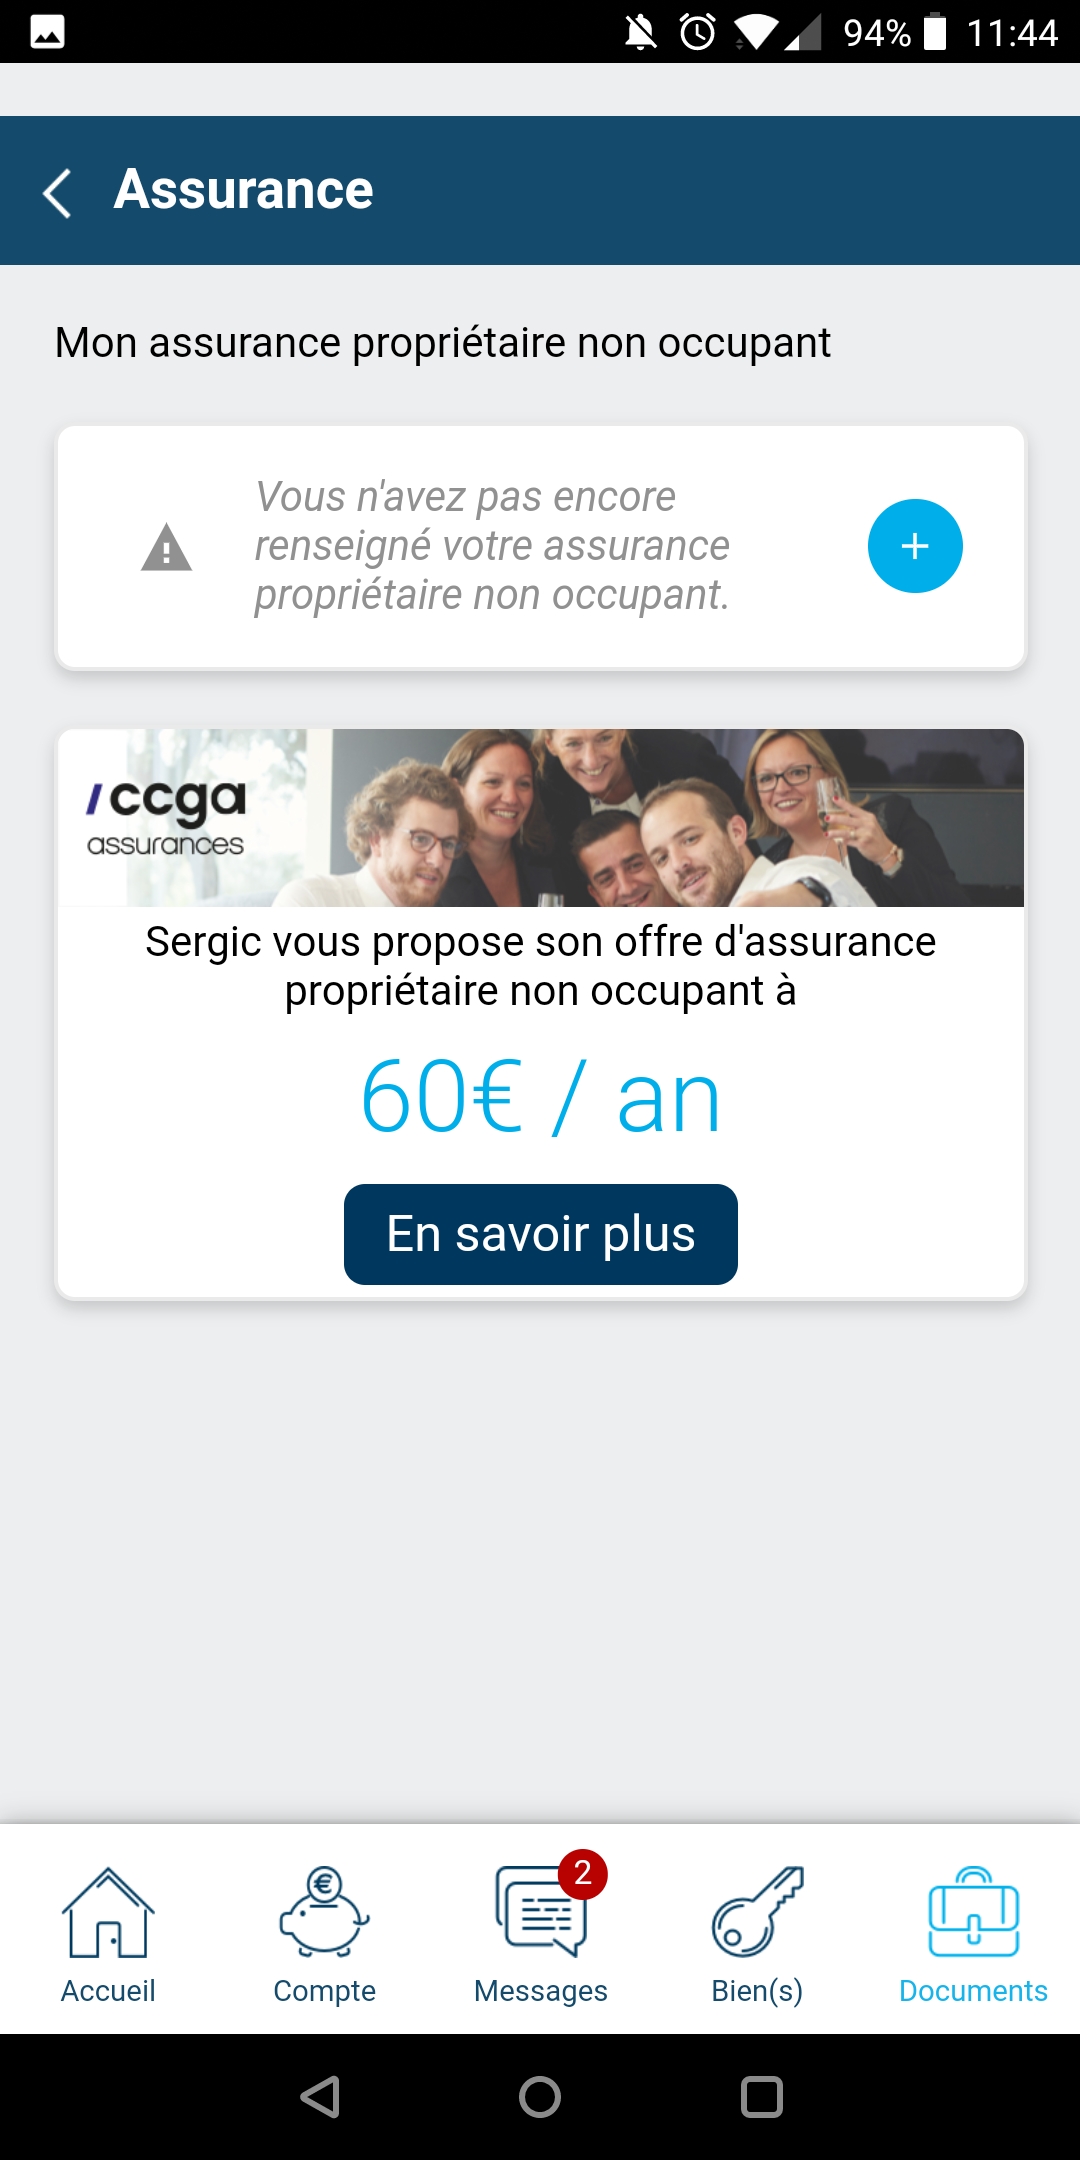 94% 11:44
Assurance
Mon assurance propriétaire non occupant
Vous n'avez pas encore
renseigné votre assurance
propriétaire non occupant.
ccga
assurances
Sergic vous propose son offre d'assurance
propriétaire non occupant à
60€ / an
En savoir plus
2
Accueil Compte Messages Bien(s) Documents